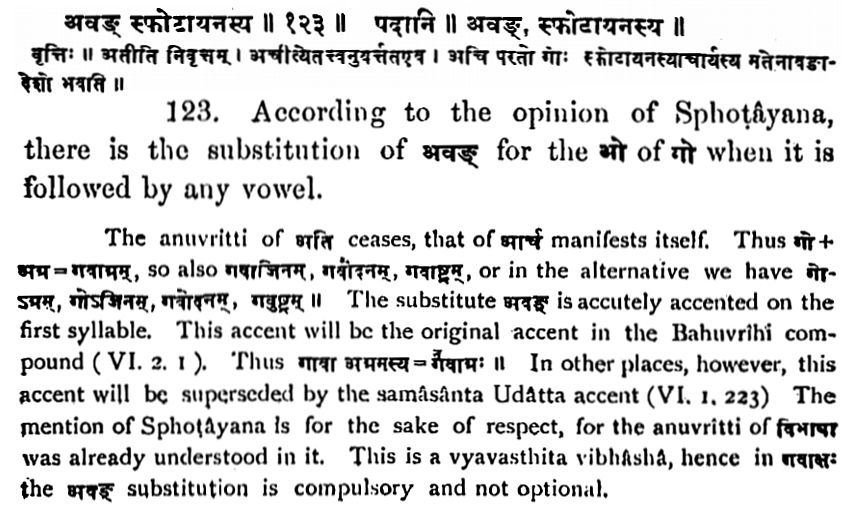 अवङ् स्फोटायनस्य ॥ १२३ ॥ पदानि ॥ अवङ्, स्फोटायनस्य ॥
वृत्तिः ॥ अतीति निवृत्तम् । अचीत्येतत्त्वनुवर्त्ततएव । अचि परतो गोः स्फोटायनस्याचार्यस्य मतेनावङा-
देशो भवति ॥
123. According to the opinion of Sphoṭâyana,
there is the substitution of अवङ् for the ओ of गो when it is
followed by any vowel.
The anuvritti of अति ceases, that of आचि manifests itself. Thus गो +
अग्र = गवाग्रम्, so also गवाजिनम्, गवौदनम्, गवोष्ट्रम्, or in the alternative we have गो-
ऽग्रम्, गोऽजिनम्, गवोदनम्, गवुष्ट्रम् ॥ The substitute अवङ् is accutely accented on the
first syllable. This accent will be the original accent in the Bahuvrîhi com-
pound ( VI. 2. 1 ). Thus गावा अग्रमस्य = गवाग्रः ॥ In other places, however, this
accent will be superseded by the samâsânta Udâtta accent (VI. 1. 223) The
mention of Sphoṭâyana is for the sake of respect, for the anuvritti of विभाषा
was already understood in it. This is a vyavasthita vibhâshâ, hence in गवाक्षः
the अवङ् substitution is compulsory and not optional.